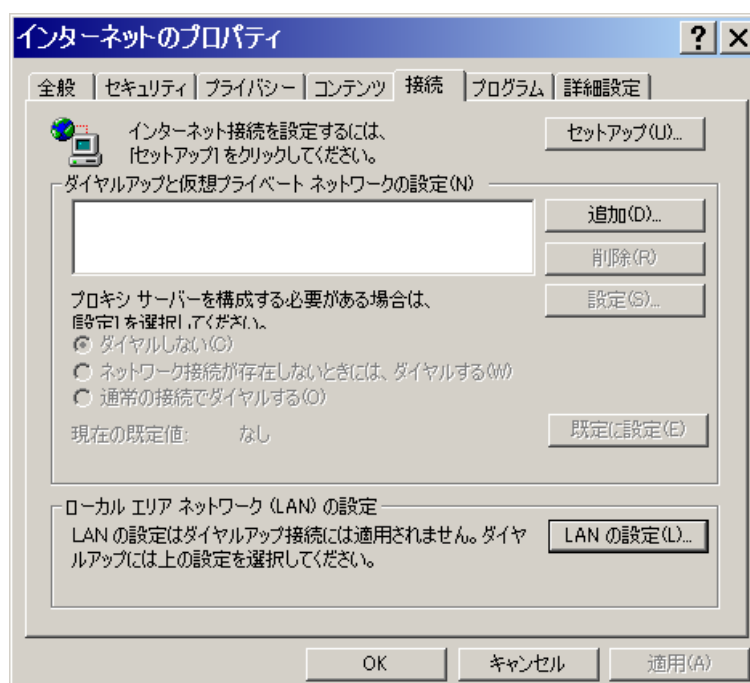 インターネットのプロパティ
全般 セキュリティ プライバシー コンテンツ 接続 プログラム 詳細設定
インターネット接続を設定するには、
[セットアップ] をクリックしてください。
セットアップ(U)...
ダイヤルアップと仮想プライベート ネットワークの設定(N)
追加(D)...
削除(R)
プロキシ サーバーを構成する必要がある場合は、
[設定] を選択してください。
設定(S)...
ダイヤルしない(C)
ネットワーク接続が存在しないときには、ダイヤルする(W)
通常の接続でダイヤルする(O)
現在の既定値: なし
既定に設定(E)
ローカル エリア ネットワーク (LAN) の設定
LAN の設定はダイヤルアップ接続には適用されません。ダイヤ
ルアップには上の設定を選択してください。
LAN の設定(L)...
OK キャンセル 適用(A)